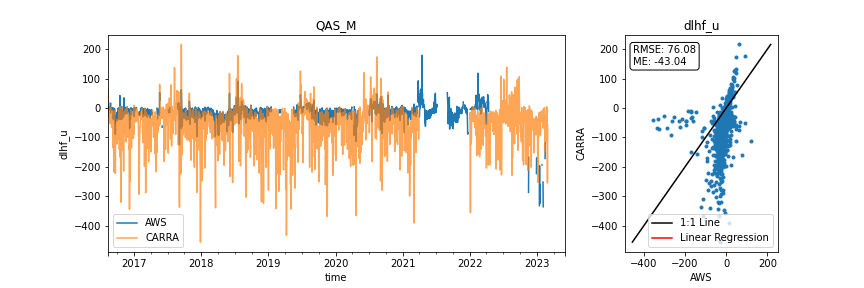 QAS_M
dlhf_u
200
100
0
−100
−200
−300
−400
dlhf_u
AWS
CARRA
2017
2018
2019
2020
2021
2022
2023
time
RMSE: 76.08
ME: -43.04
200
100
0
−100
−200
−300
−400
CARRA
1:1 Line
Linear Regression
−400
−200
0
200
AWS